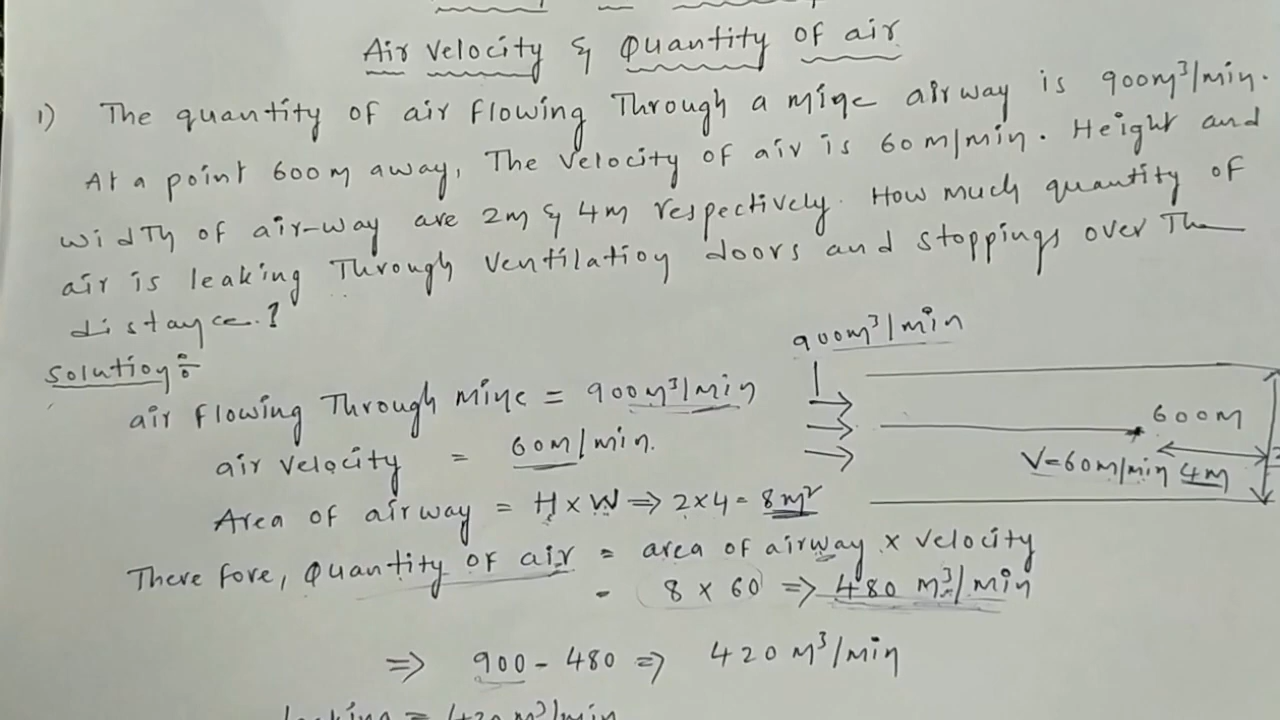 Air Velocity & Quantity of air
1) The quantity of air flowing Through a mine airway is 900m³/min.
At a point 600m away, The velocity of air is 60m/min. Height and
width of air-way are 2m & 4m respectively. How much quantity of
air is leaking Through ventilation doors and stoppings over The
distance.?
Solution:
900m³/min
air flowing Through mine = 900m³/min
600m
air velocity = 60m/min.
V=60m/min 4m
Area of airway = H x W ⇒ 2x4 = 8m²
There fore, Quantity of air = area of airway x velocity
= 8 x 60 ⇒ 480 m³/min
⇒ 900 - 480 ⇒ 420 m³/min
leaking = 420 m³/min